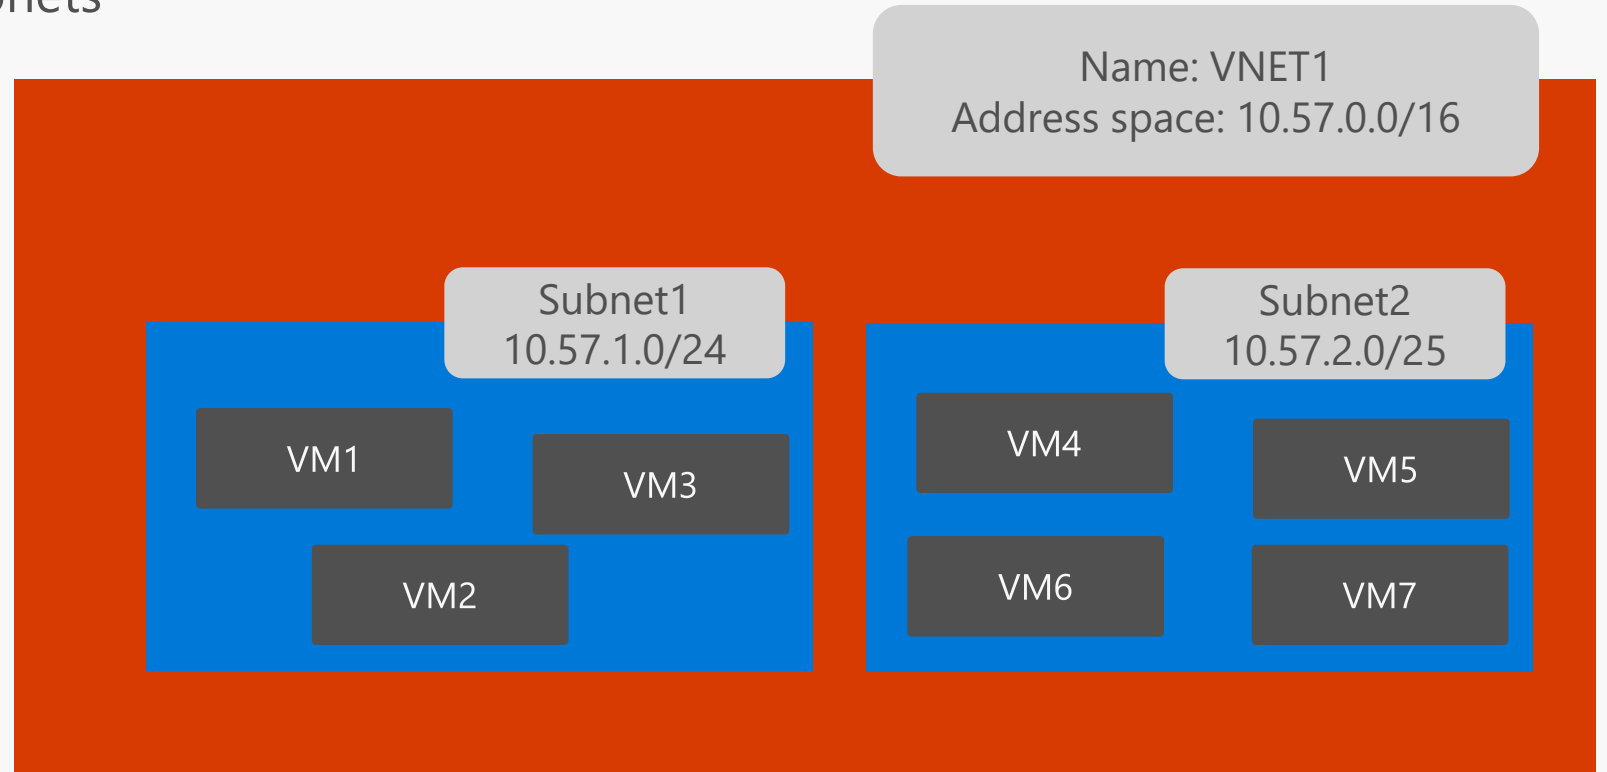 Name: VNET1
Address space: 10.57.0.0/16
Subnet1
10.57.1.0/24
VM1
VM3
VM2
Subnet2
10.57.2.0/25
VM4
VM5
VM6
VM7